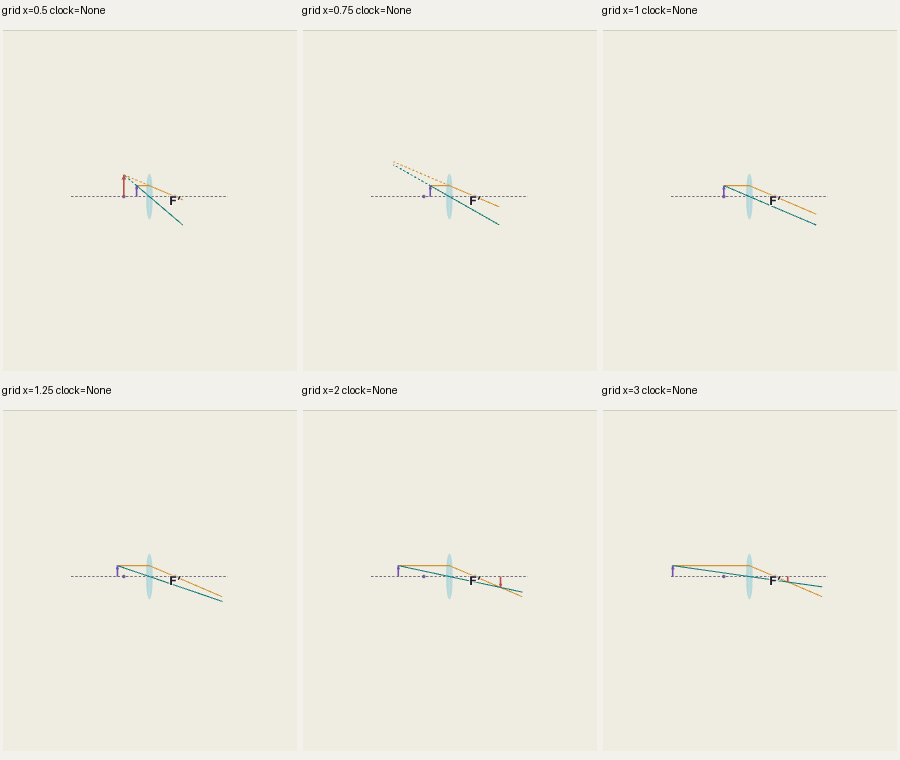 grid x=0.5 clock=None
grid x=0.75 clock=None
grid x=1 clock=None
F′
F′
F′
grid x=1.25 clock=None
grid x=2 clock=None
grid x=3 clock=None
F′
F′
F′